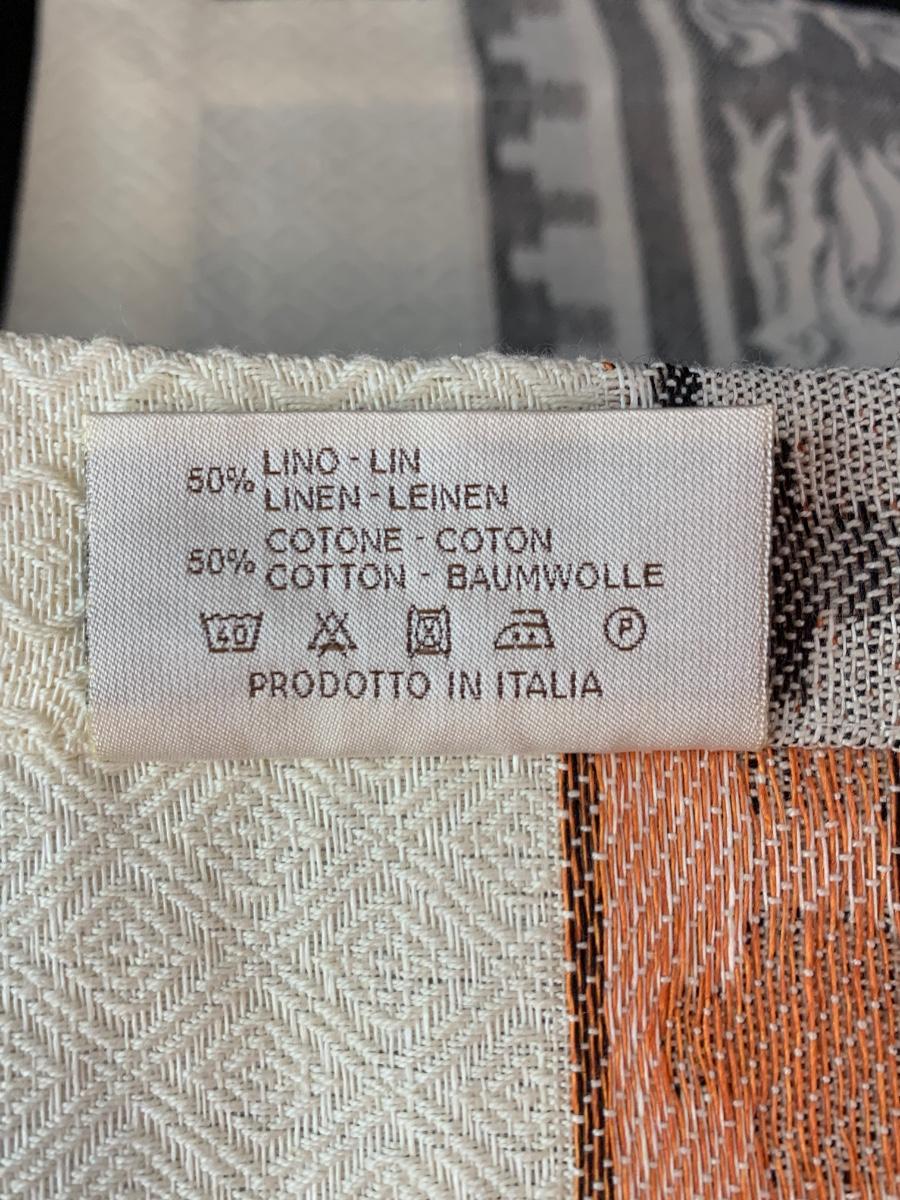 50% LINO - LIN
LINEN - LEINEN
50% COTONE - COTON
COTTON - BAUMWOLLE
40 P
PRODOTTO IN ITALIA